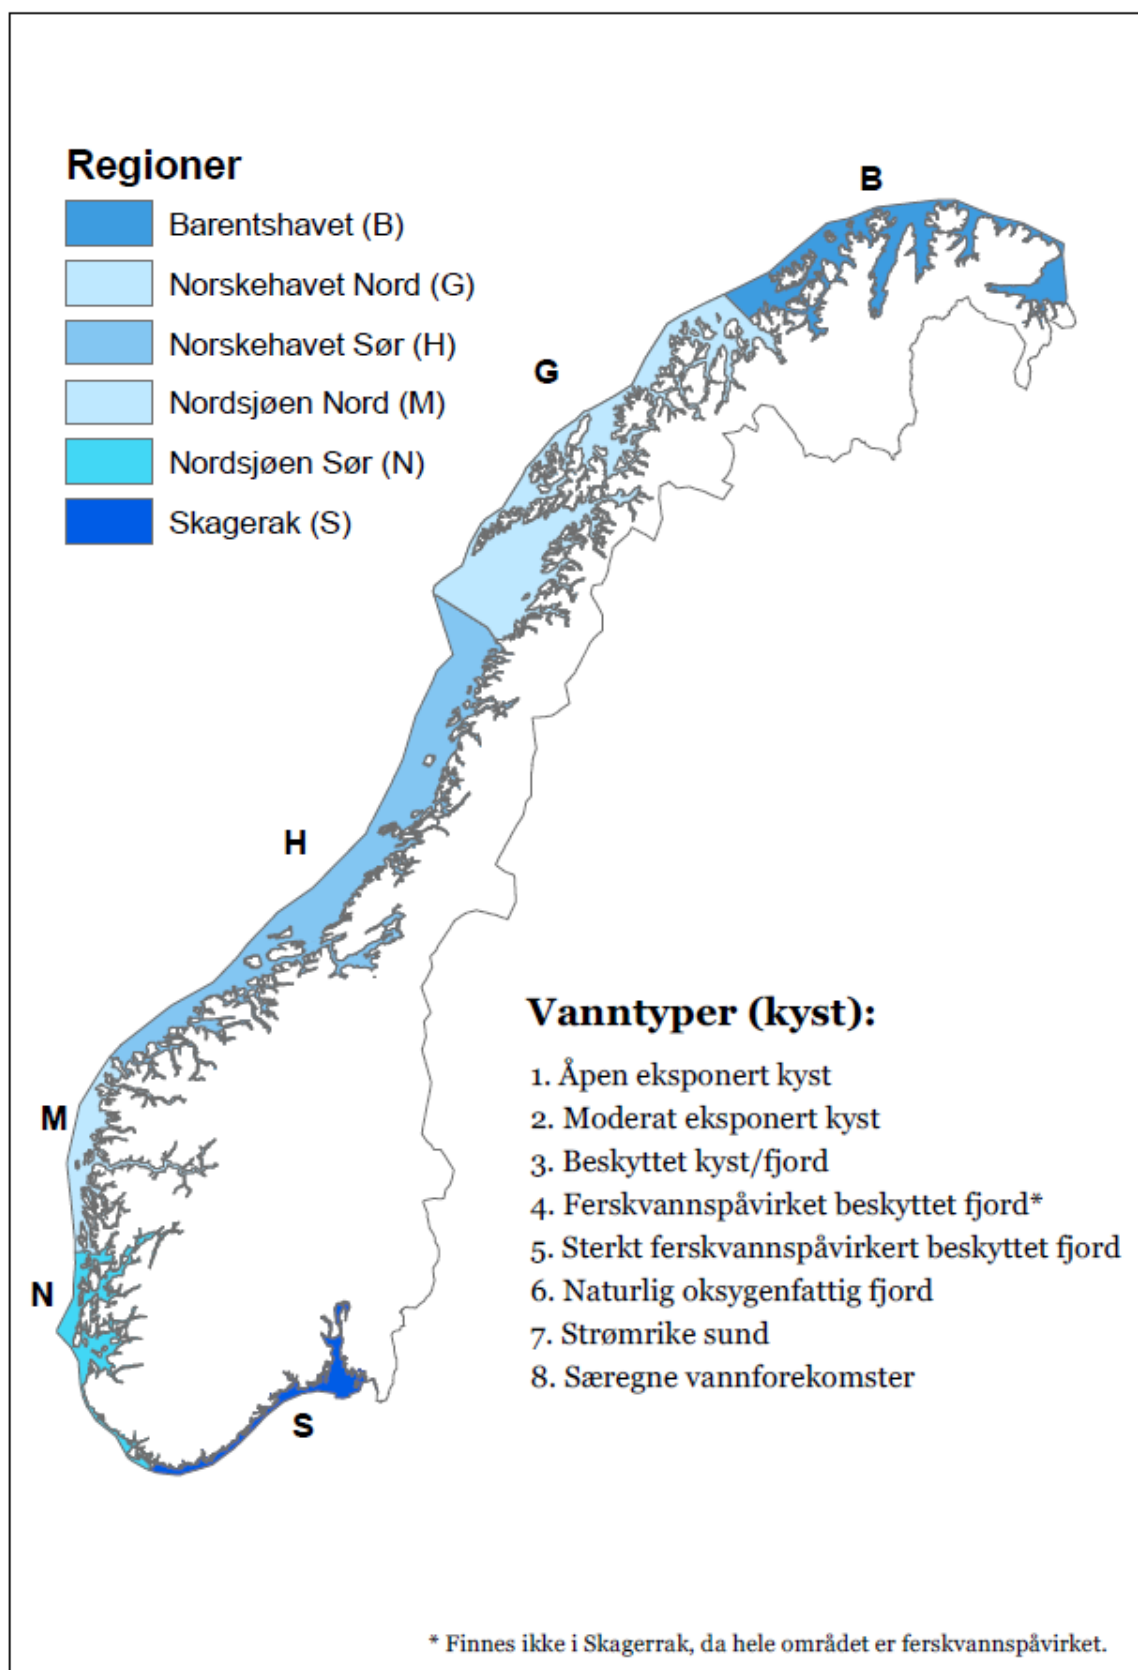 Regioner
Barentshavet (B)
Norskehavet Nord (G)
Norskehavet Sør (H)
Nordsjøen Nord (M)
Nordsjøen Sør (N)
Skagerak (S)
B
G
H
M
N
S
Vanntyper (kyst):
1. Åpen eksponert kyst
2. Moderat eksponert kyst
3. Beskyttet kyst/fjord
4. Ferskvannspåvirket beskyttet fjord*
5. Sterkt ferskvannspåvirkert beskyttet fjord
6. Naturlig oksygenfattig fjord
7. Strømrike sund
8. Særegne vannforekomster
* Finnes ikke i Skagerrak, da hele området er ferskvannspåvirket.